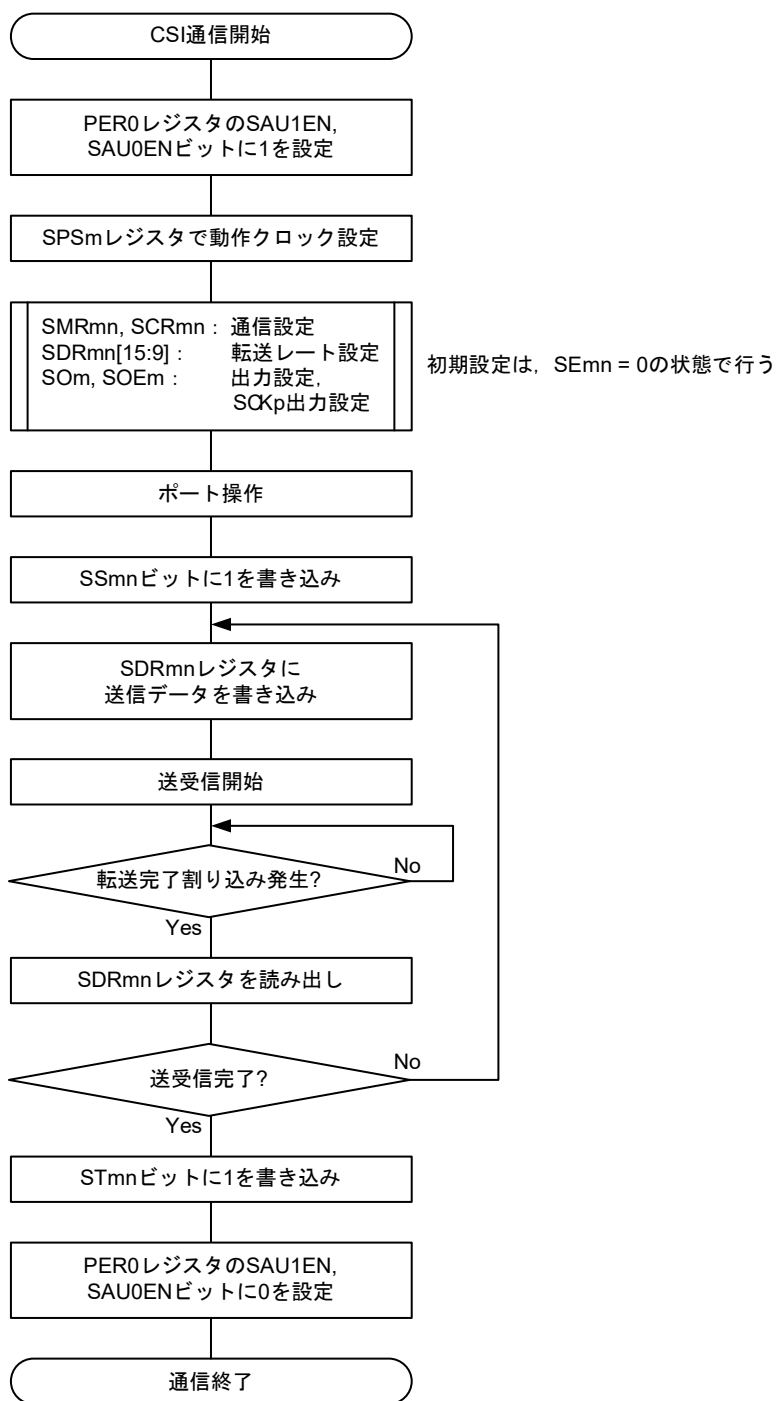 CSI通信開始
PER0レジスタのSAU1EN,
SAU0ENビットに1を設定
SPSmレジスタで動作クロック設定
SMRmn, SCRmn： 通信設定
SDRmn[15:9]： 転送レート設定
SOm, SOEm： 出力設定,
SCKp出力設定
初期設定は，SEmn = 0の状態で行う
ポート操作
SSmnビットに1を書き込み
SDRmnレジスタに
送信データを書き込み
送受信開始
転送完了割り込み発生?
No
Yes
SDRmnレジスタを読み出し
送受信完了?
No
Yes
STmnビットに1を書き込み
PER0レジスタのSAU1EN,
SAU0ENビットに0を設定
通信終了